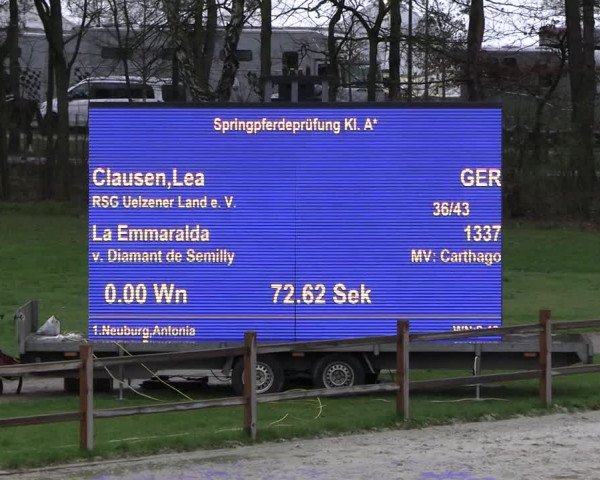 Springpferdeprüfung Kl. A*
Clausen,Lea GER
RSG Uelzener Land e. V. 36/43
La Emmaralda 1337
v. Diamant de Semilly MV: Carthago
0.00 Wn 72.62 Sek
1.Neuburg,Antonia